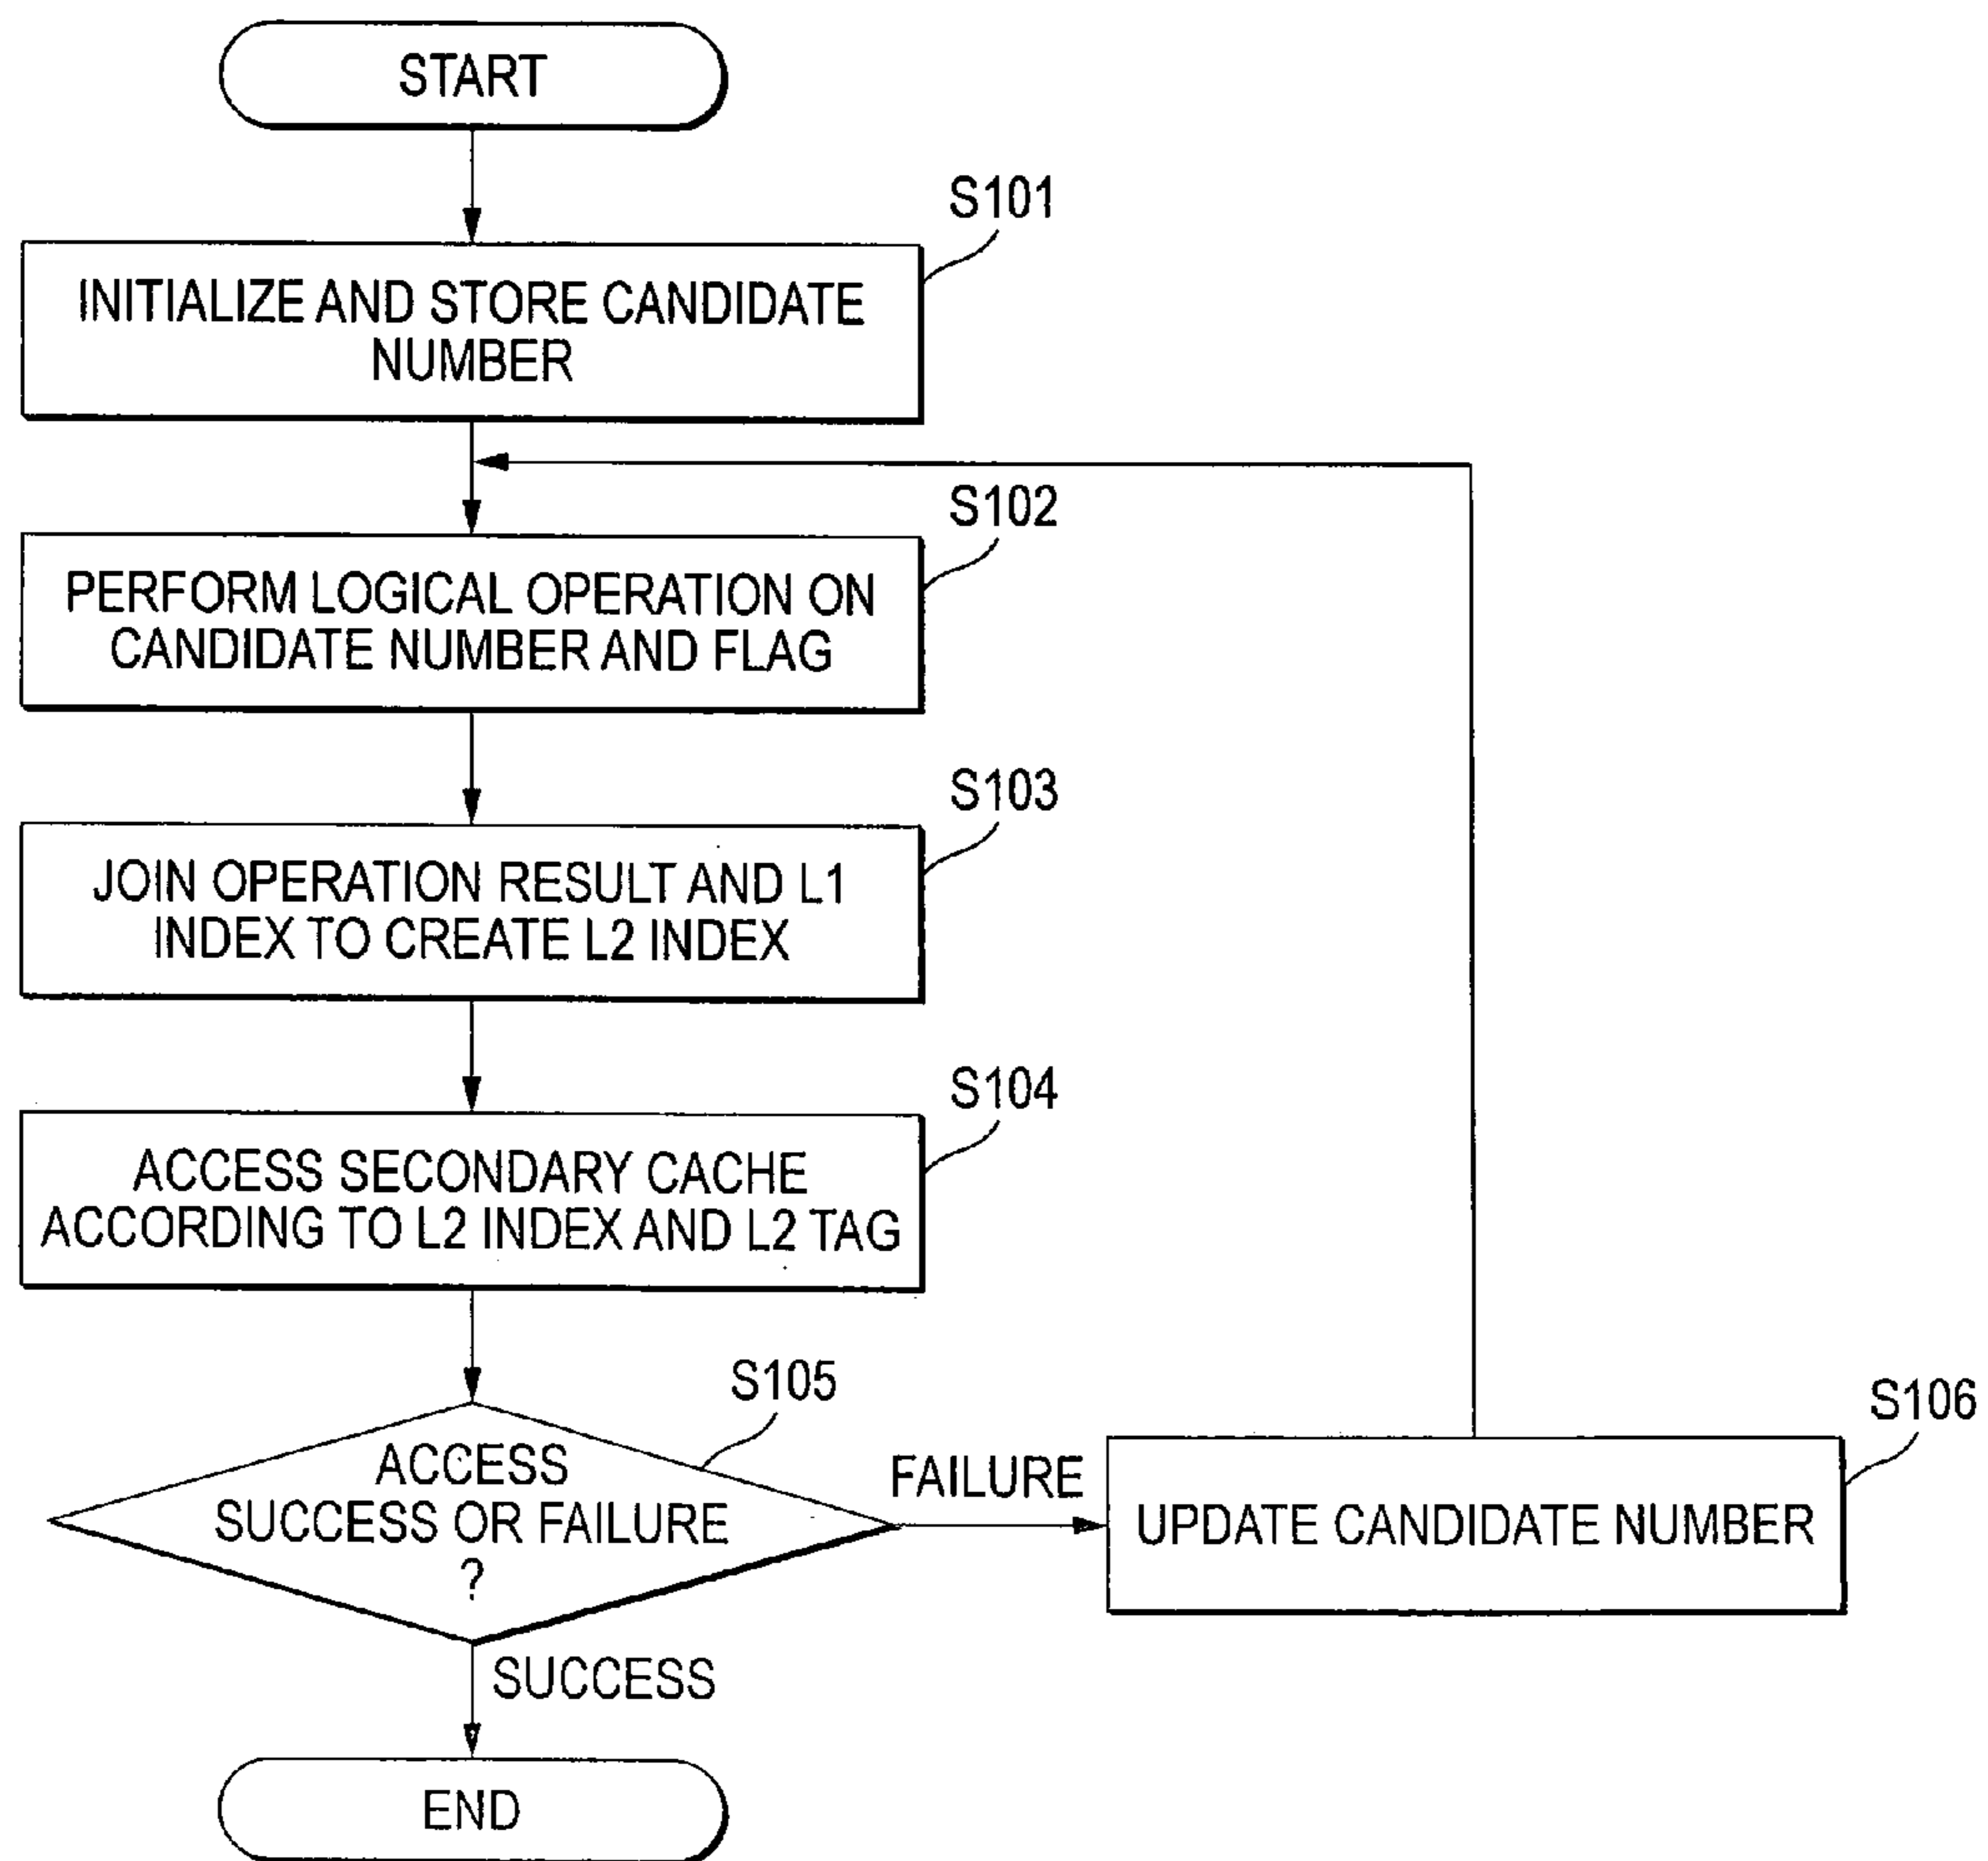 START
S101
INITIALIZE AND STORE CANDIDATE
NUMBER
S102
PERFORM LOGICAL OPERATION ON
CANDIDATE NUMBER AND FLAG
S103
JOIN OPERATION RESULT AND L1
INDEX TO CREATE L2 INDEX
S104
ACCESS SECONDARY CACHE
ACCORDING TO L2 INDEX AND L2 TAG
S105
ACCESS
SUCCESS OR FAILURE
?
FAILURE
S106
UPDATE CANDIDATE NUMBER
SUCCESS
END